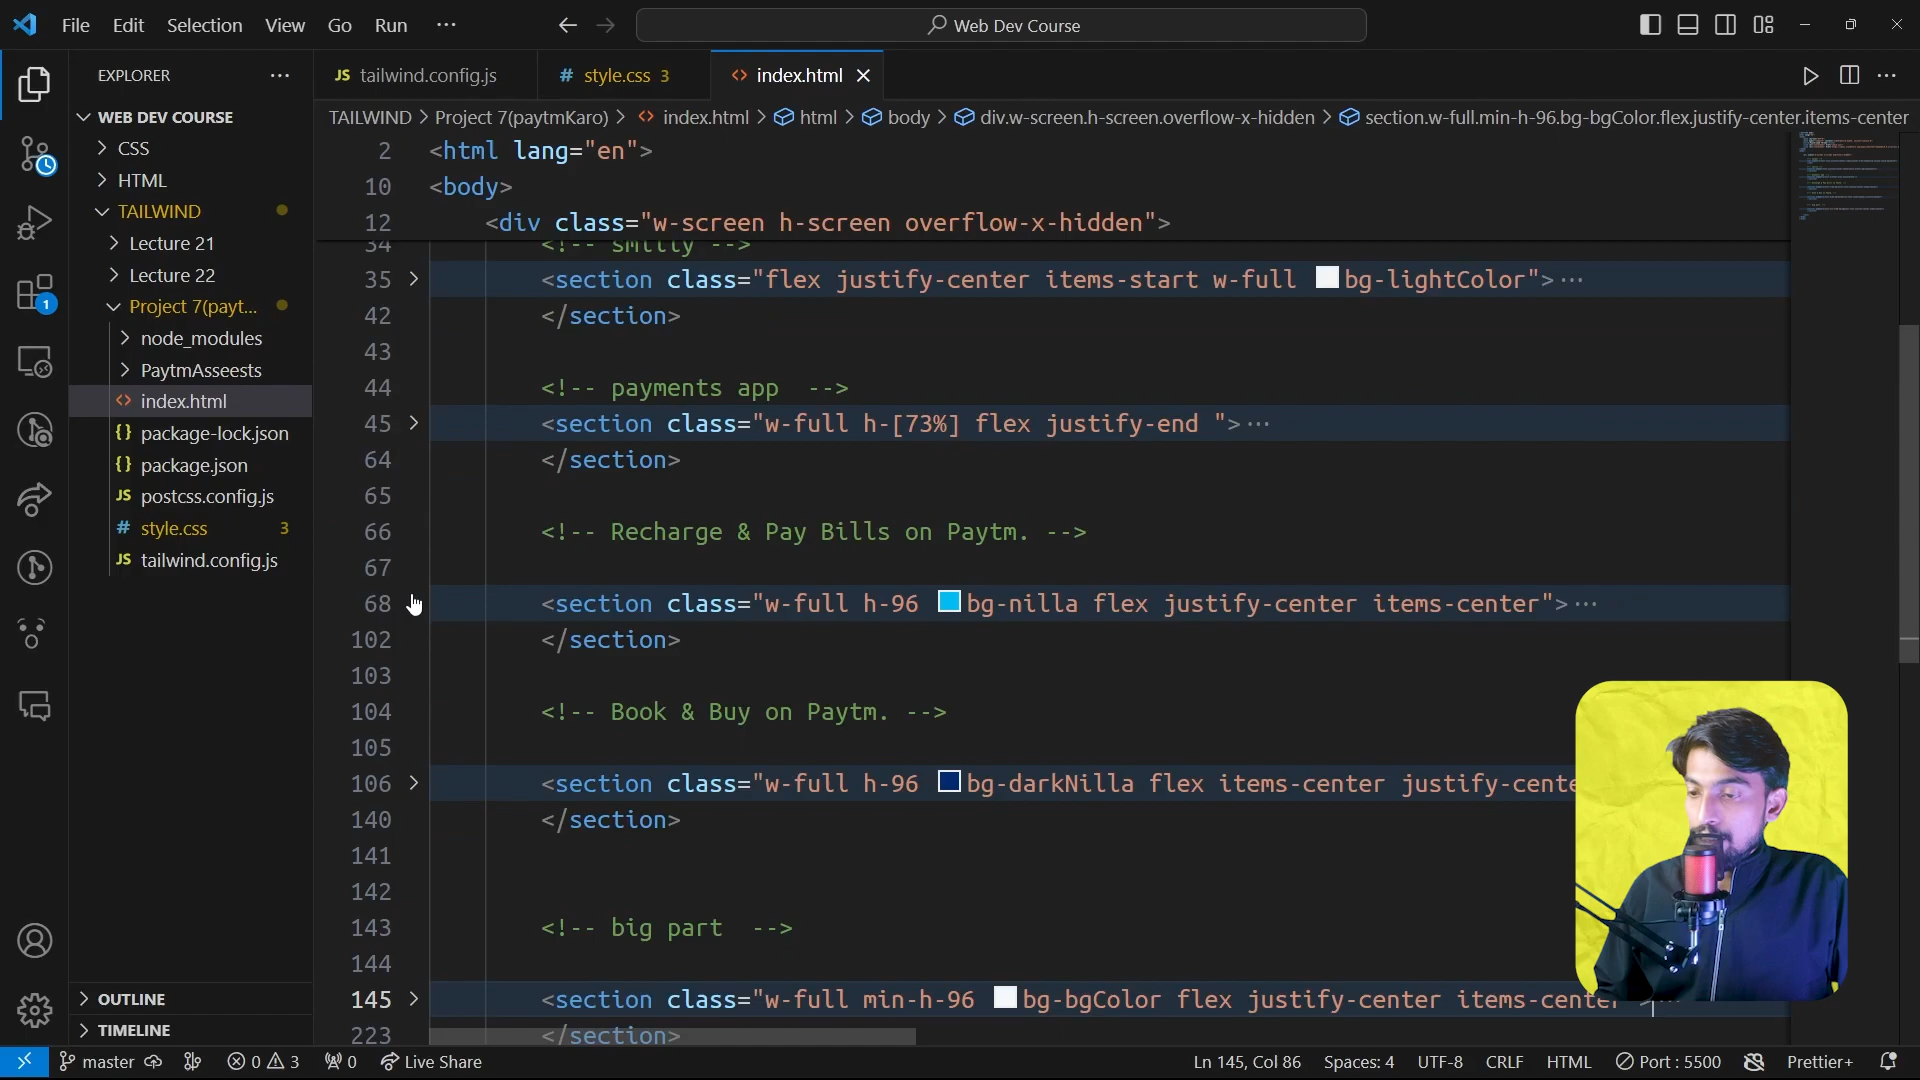 File Edit Selection View Go Run ··· Web Dev Course
EXPLORER ···
WEB DEV COURSE
CSS
HTML
TAILWIND
Lecture 21
Lecture 22
Project 7(payt...
node_modules
PaytmAsseests
<> index.html
{} package-lock.json
{} package.json
JS postcss.config.js
# style.css 3
JS tailwind.config.js
OUTLINE
TIMELINE
JS tailwind.config.js # style.css 3 <> index.html
TAILWIND > Project 7(paytmKaro) > <> index.html > html > body > div.w-screen.h-screen.overflow-x-hidden > section.w-full.min-h-96.bg-bgColor.flex.justify-center.items-center
2 <html lang="en">
10 <body>
12 <div class="w-screen h-screen overflow-x-hidden">
34 <!-- smitty -->
35 <section class="flex justify-center items-start w-full bg-lightColor">···
42 </section>
43
44 <!-- payments app -->
45 <section class="w-full h-[73%] flex justify-end ">···
64 </section>
65
66 <!-- Recharge & Pay Bills on Paytm. -->
67
68 <section class="w-full h-96 bg-nilla flex justify-center items-center">···
102 </section>
103
104 <!-- Book & Buy on Paytm. -->
105
106 <section class="w-full h-96 bg-darkNilla flex items-center justify-cente
140 </section>
141
142
143 <!-- big part -->
144
145 <section class="w-full min-h-96 bg-bgColor flex justify-center items-center
223 </section>
1
master 0 3 0 Live Share Ln 145, Col 86 Spaces: 4 UTF-8 CRLF HTML Port : 5500 Prettier+